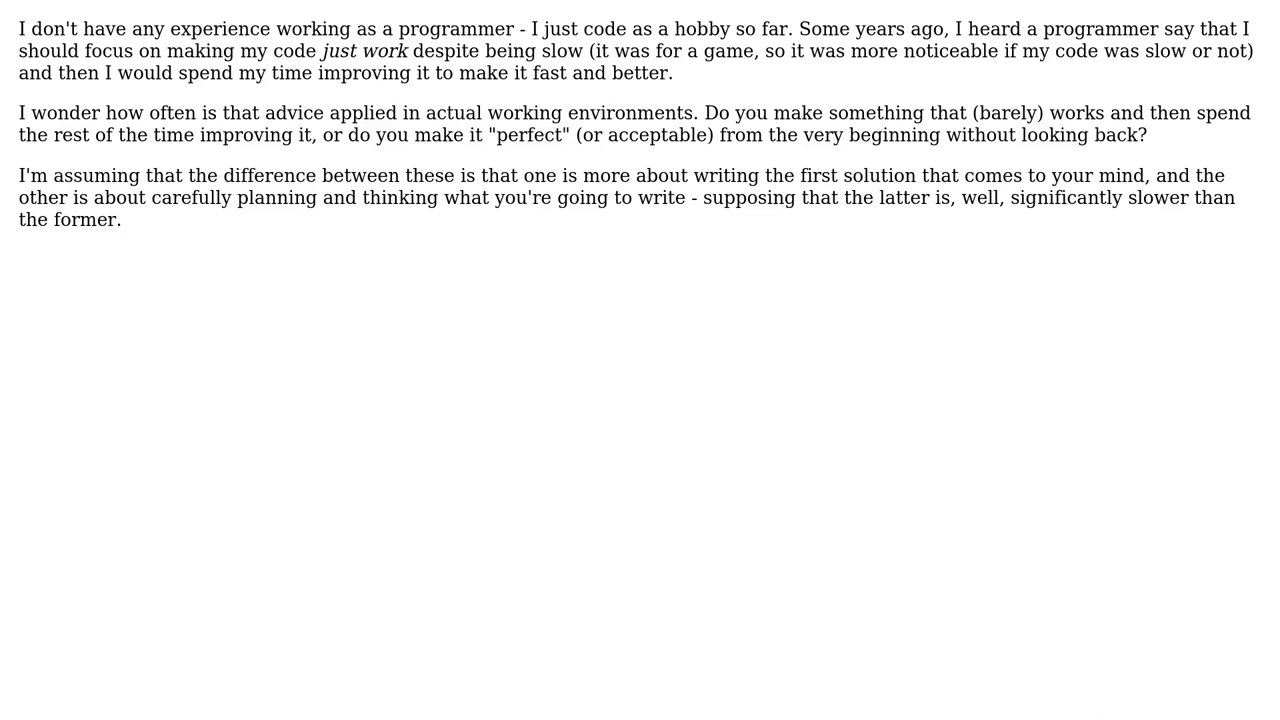 I don't have any experience working as a programmer - I just code as a hobby so far. Some years ago, I heard a programmer say that I
should focus on making my code just work despite being slow (it was for a game, so it was more noticeable if my code was slow or not)
and then I would spend my time improving it to make it fast and better.
I wonder how often is that advice applied in actual working environments. Do you make something that (barely) works and then spend
the rest of the time improving it, or do you make it "perfect" (or acceptable) from the very beginning without looking back?
I'm assuming that the difference between these is that one is more about writing the first solution that comes to your mind, and the
other is about carefully planning and thinking what you're going to write - supposing that the latter is, well, significantly slower than
the former.